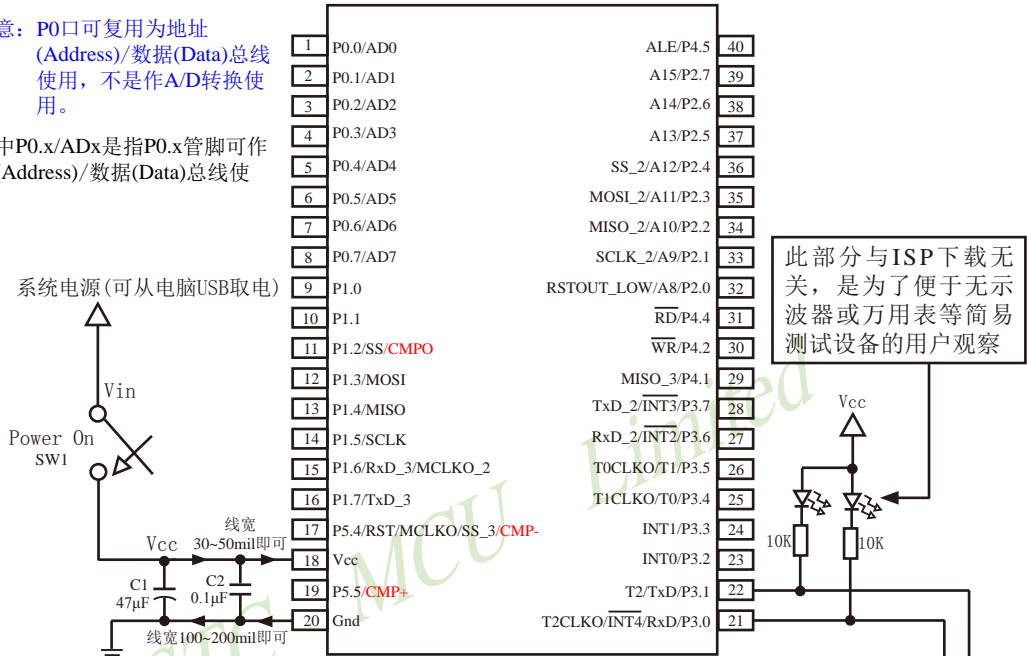 意：P0口可复用为地址
(Address)/数据(Data)总线
使用，不是作A/D转换使
用。
中P0.x/ADx是指P0.x管脚可作
(Address)/数据(Data)总线使
1 P0.0/AD0
2 P0.1/AD1
3 P0.2/AD2
4 P0.3/AD3
5 P0.4/AD4
6 P0.5/AD5
7 P0.6/AD6
8 P0.7/AD7
9 P1.0
10 P1.1
11 P1.2/SS/CMPO
12 P1.3/MOSI
13 P1.4/MISO
14 P1.5/SCLK
15 P1.6/RxD_3/MCLKO_2
16 P1.7/TxD_3
17 P5.4/RST/MCLKO/SS_3/CMP-
18 Vcc
19 P5.5/CMP+
20 Gnd
ALE/P4.5 40
A15/P2.7 39
A14/P2.6 38
A13/P2.5 37
SS_2/A12/P2.4 36
MOSI_2/A11/P2.3 35
MISO_2/A10/P2.2 34
SCLK_2/A9/P2.1 33
RSTOUT_LOW/A8/P2.0 32
RD/P4.4 31
WR/P4.2 30
MISO_3/P4.1 29
TxD_2/INT3/P3.7 28
RxD_2/INT2/P3.6 27
T0CLKO/T1/P3.5 26
T1CLKO/T0/P3.4 25
INT1/P3.3 24
INT0/P3.2 23
T2/TxD/P3.1 22
T2CLKO/INT4/RxD/P3.0 21
系统电源(可从电脑USB取电)
Vin
Power On
SW1
Vcc
线宽
30~50mil即可
C1
47μF
C2
0.1μF
线宽100~200mil即可
此部分与ISP下载无
关，是为了便于无示
波器或万用表等简易
测试设备的用户观察
Vcc
10K
10K
STC MCU Limited